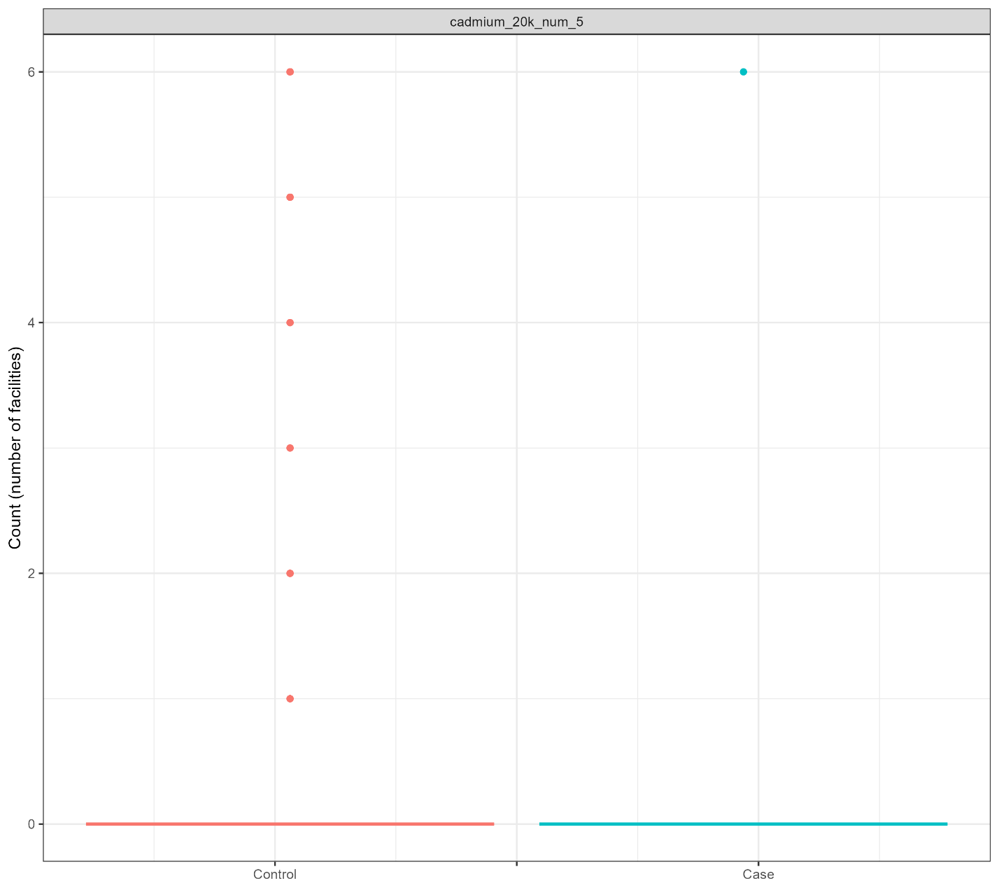 cadmium_20k_num_5
Count (number of facilities)
6
4
2
0
Control
Case